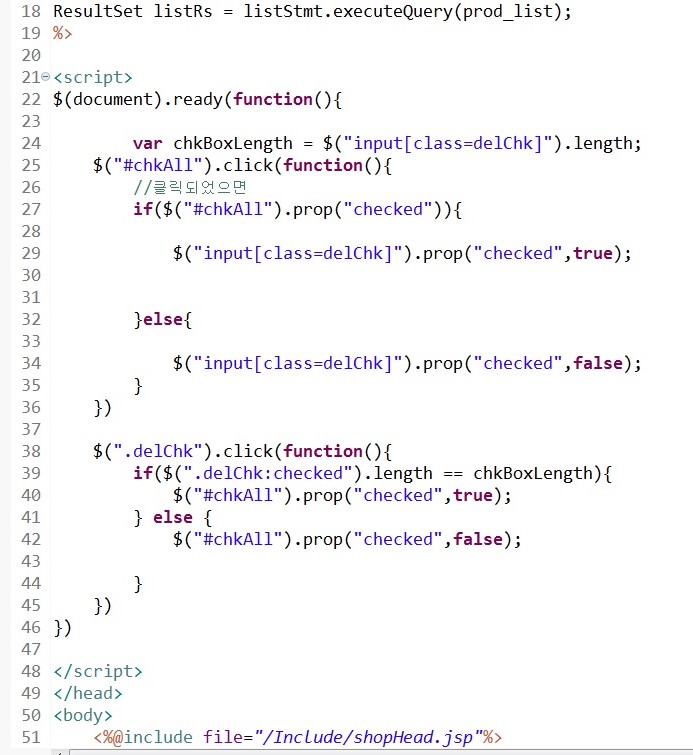 18 ResultSet listRs = listStmt.executeQuery(prod_list);
19 %>
20
21 <script>
22 $(document).ready(function(){
23
24         var chkBoxLength = $("input[class=delChk]").length;
25     $("#chkAll").click(function(){
26         //클릭되었으면
27         if($("#chkAll").prop("checked")){
28
29             $("input[class=delChk]").prop("checked",true);
30
31
32         }else{
33
34             $("input[class=delChk]").prop("checked",false);
35         }
36     })
37
38     $(".delChk").click(function(){
39         if($(".delChk:checked").length == chkBoxLength){
40             $("#chkAll").prop("checked",true);
41         } else {
42             $("#chkAll").prop("checked",false);
43
44         }
45     })
46 })
47
48 </script>
49 </head>
50 <body>
51     <%@include file="/Include/shopHead.jsp"%>